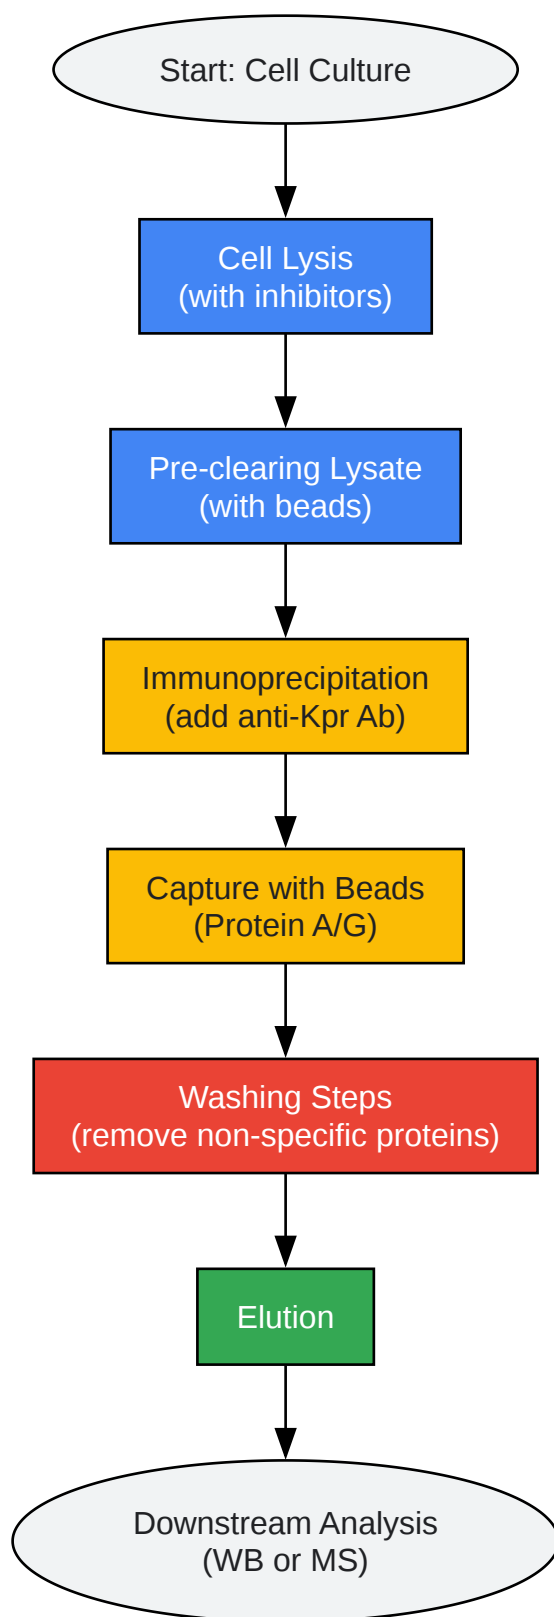 Start: Cell Culture
Cell Lysis
(with inhibitors)
Pre-clearing Lysate
(with beads)
Immunoprecipitation
(add anti-Kpr Ab)
Capture with Beads
(Protein A/G)
Washing Steps
(remove non-specific proteins)
Elution
Downstream Analysis
(WB or MS)